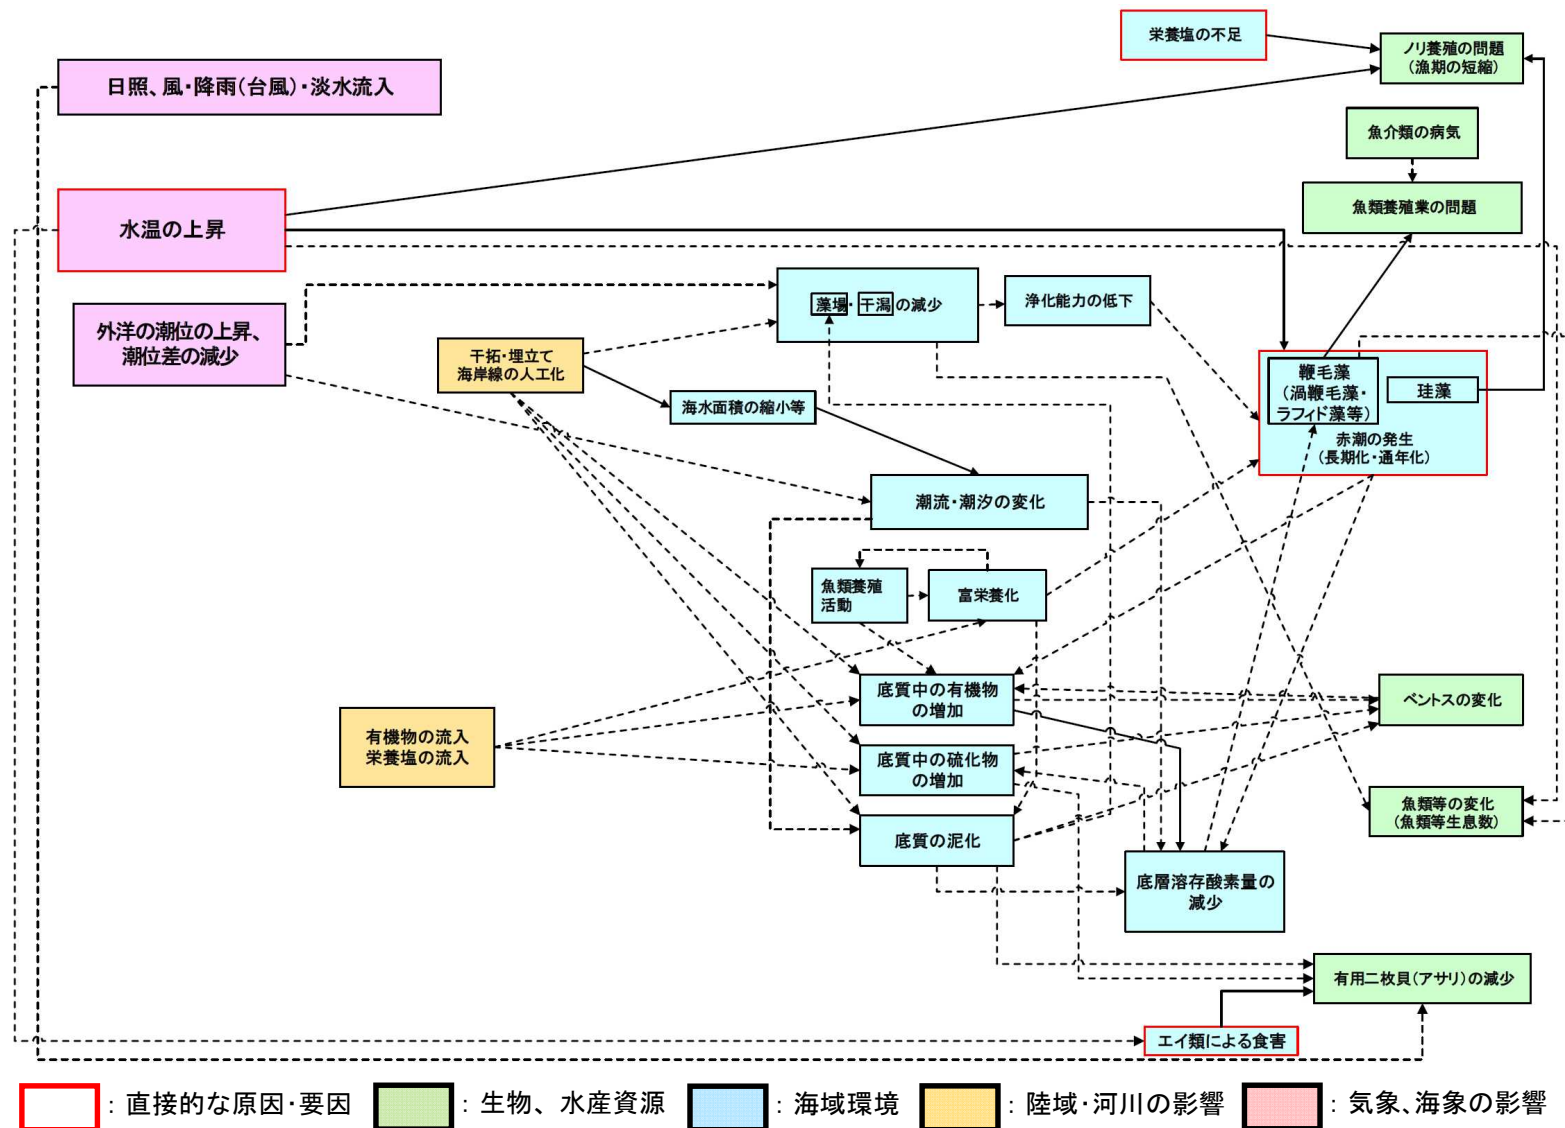 栄養塩の不足
ノリ養殖の問題
(漁期の短縮)
日照、風・降雨(台風)・淡水流入
魚介類の病気
魚類養殖業の問題
水温の上昇
外洋の潮位の上昇、
潮位差の減少
藻場・干潟の減少
浄化能力の低下
干拓・埋立て
海岸線の人工化
海水面積の縮小等
鞭毛藻
(渦鞭毛藻・
ラフィド藻等)
珪藻
赤潮の発生
(長期化・通年化)
潮流・潮汐の変化
魚類養殖
活動
富栄養化
底質中の有機物
の増加
ベントスの変化
有機物の流入
栄養塩の流入
底質中の硫化物
の増加
魚類等の変化
(魚類等生息数)
底質の泥化
底層溶存酸素量の
減少
有用二枚貝(アサリ)の減少
エイ類による食害
：直接的な原因・要因
：生物、水産資源
：海域環境
：陸域・河川の影響
：気象、海象の影響